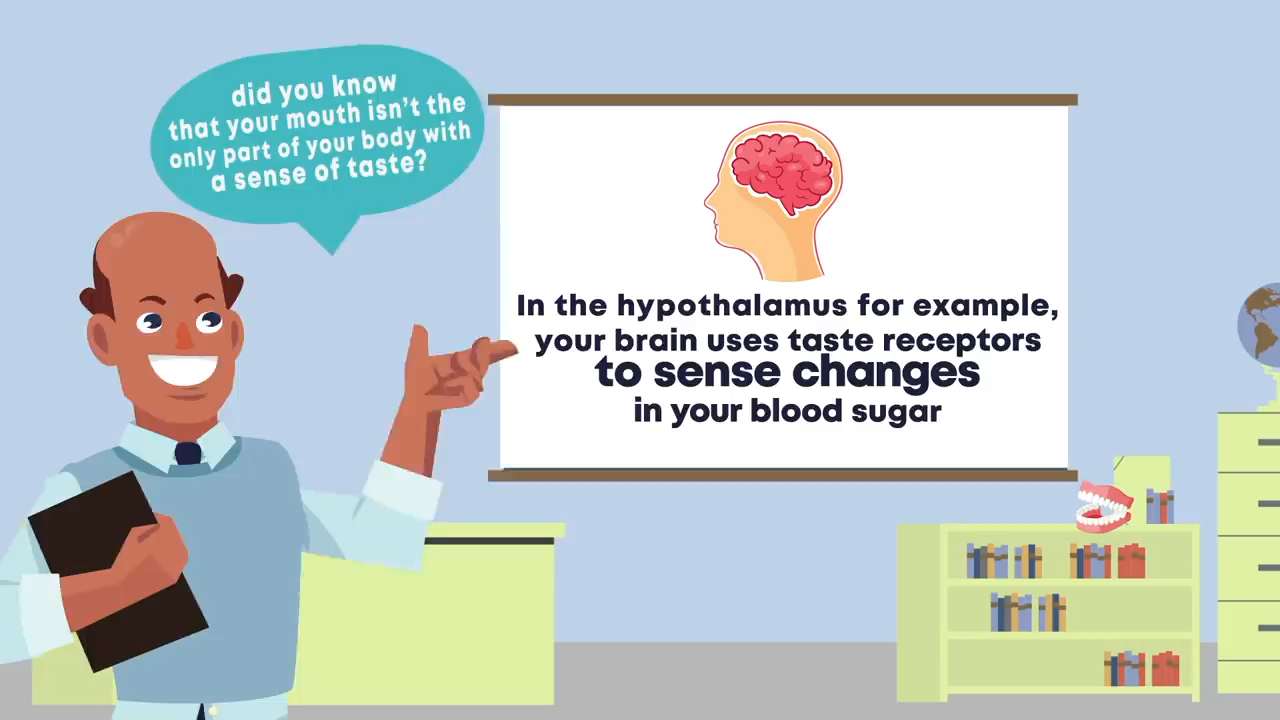 did you know
that your mouth isn't the
only part of your body with
a sense of taste?
In the hypothalamus for example,
your brain uses taste receptors
to sense changes
in your blood sugar